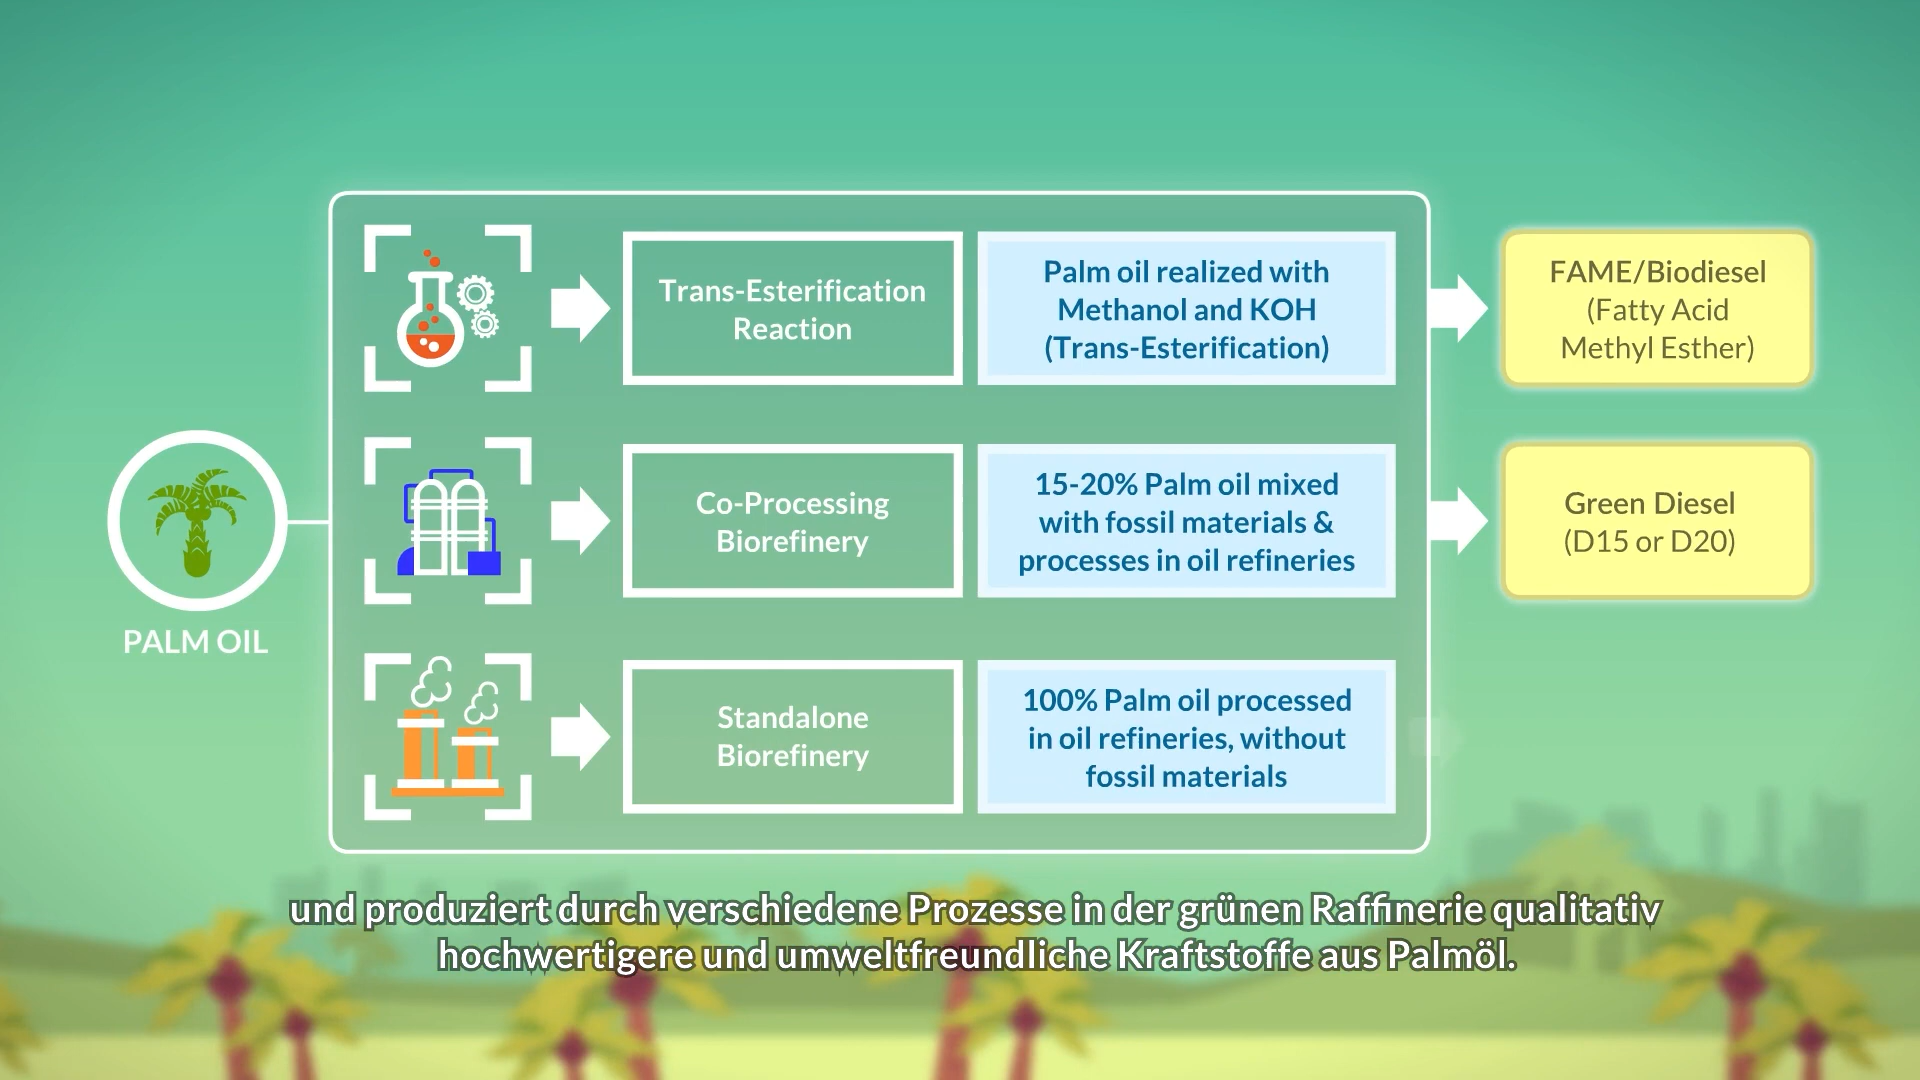 PALM OIL
Trans-Esterification
Reaction
Palm oil realized with
Methanol and KOH
(Trans-Esterification)
FAME/Biodiesel
(Fatty Acid
Methyl Esther)
Co-Processing
Biorefinery
15-20% Palm oil mixed
with fossil materials &
processes in oil refineries
Green Diesel
(D15 or D20)
Standalone
Biorefinery
100% Palm oil processed
in oil refineries, without
fossil materials
und produziert durch verschiedene Prozesse in der grünen Raffinerie qualitativ
hochwertigere und umweltfreundliche Kraftstoffe aus Palmöl.